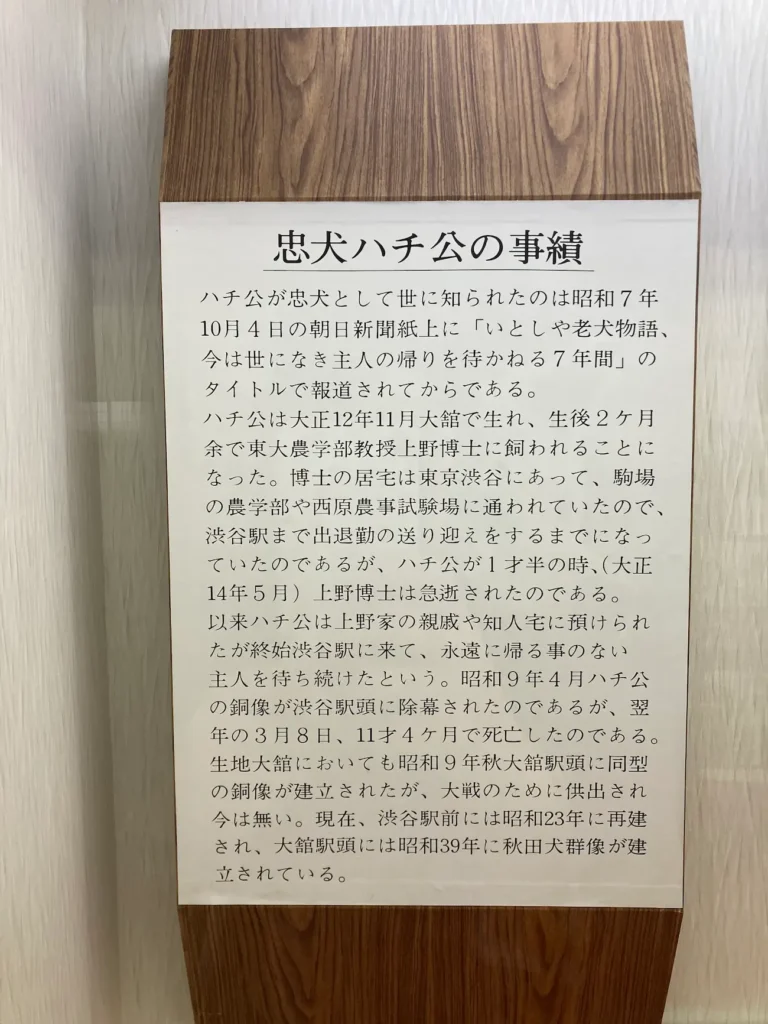 忠犬ハチ公の事績
ハチ公が忠犬として世に知られたのは昭和７年
10月４日の朝日新聞紙上に「いとしや老犬物語、
今は世になき主人の帰りを待かねる７年間」の
タイトルで報道されてからである。
ハチ公は大正12年11月大舘で生れ、生後２ケ月
余で東大農学部教授上野博士に飼われることに
なった。博士の居宅は東京渋谷にあって、駒場
の農学部や西原農事試験場に通われていたので、
渋谷駅まで出退勤の送り迎えをするまでになっ
ていたのであるが、ハチ公が１才半の時、（大正
14年５月）上野博士は急逝されたのである。
以来ハチ公は上野家の親戚や知人宅に預けられ
たが終始渋谷駅に来て、永遠に帰る事のない
主人を待ち続けたという。昭和９年４月ハチ公
の銅像が渋谷駅頭に除幕されたのであるが、翌
年の３月８日、11才４ケ月で死亡したのである。
生地大舘においても昭和９年秋大舘駅頭に同型
の銅像が建立されたが、大戦のために供出され
今は無い。現在、渋谷駅前には昭和23年に再建
され、大舘駅頭には昭和39年に秋田犬群像が建
立されている。